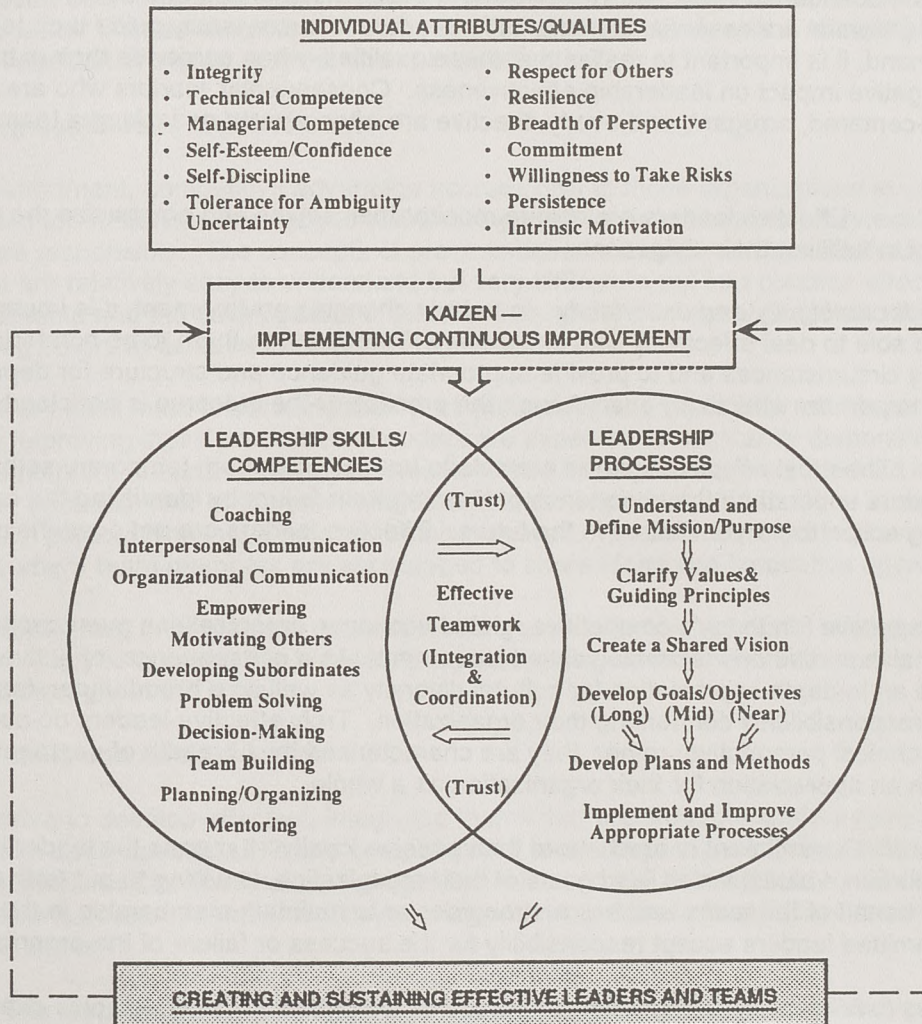 INDIVIDUAL ATTRIBUTES/QUALITIES
• Integrity
• Technical Competence
• Managerial Competence
• Self-Esteem/Confidence
• Self-Discipline
• Tolerance for Ambiguity
Uncertainty
• Respect for Others
• Resilience
• Breadth of Perspective
• Commitment
• Willingness to Take Risks
• Persistence
• Intrinsic Motivation
KAIZEN
IMPLEMENTING CONTINUOUS IMPROVEMENT
LEADERSHIP SKILLS/
COMPETENCIES
Coaching
Interpersonal Communication
Organizational Communication
Empowering
Motivating Others
Developing Subordinates
Problem Solving
Decision-Making
Team Building
Planning/Organizing
Mentoring
(Trust)
Effective
Teamwork
(Integration
&
Coordination)
(Trust)
LEADERSHIP
PROCESSES
Understand and
Define Mission/Purpose
Clarify Values&
Guiding Principles
Create a Shared Vision
Develop Goals/Objectives
(Long) (Mid) (Near)
Develop Plans and Methods
Implement and Improve
Appropriate Processes
CREATING AND SUSTAINING EFFECTIVE LEADERS AND TEAMS